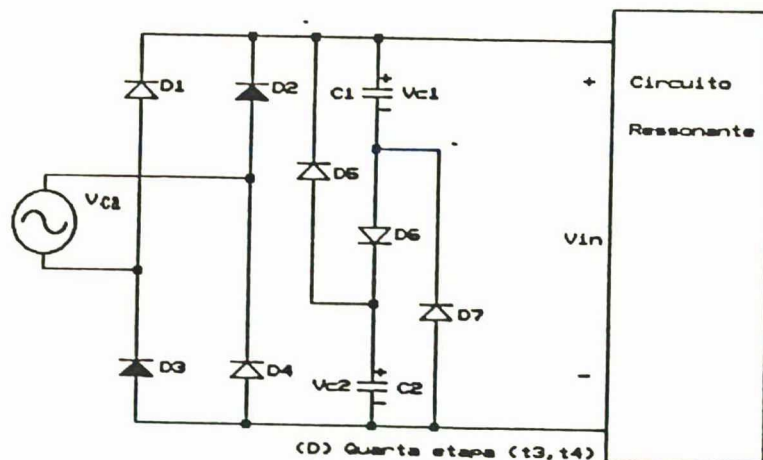 D1
D2
C1
+
Vc1
-
+
Circuito
Ressonante
D5
Vca
D6
Vin
D7
D3
D4
Vc2
+
C2
-
-
(D) Quarta etapa (t3,t4)